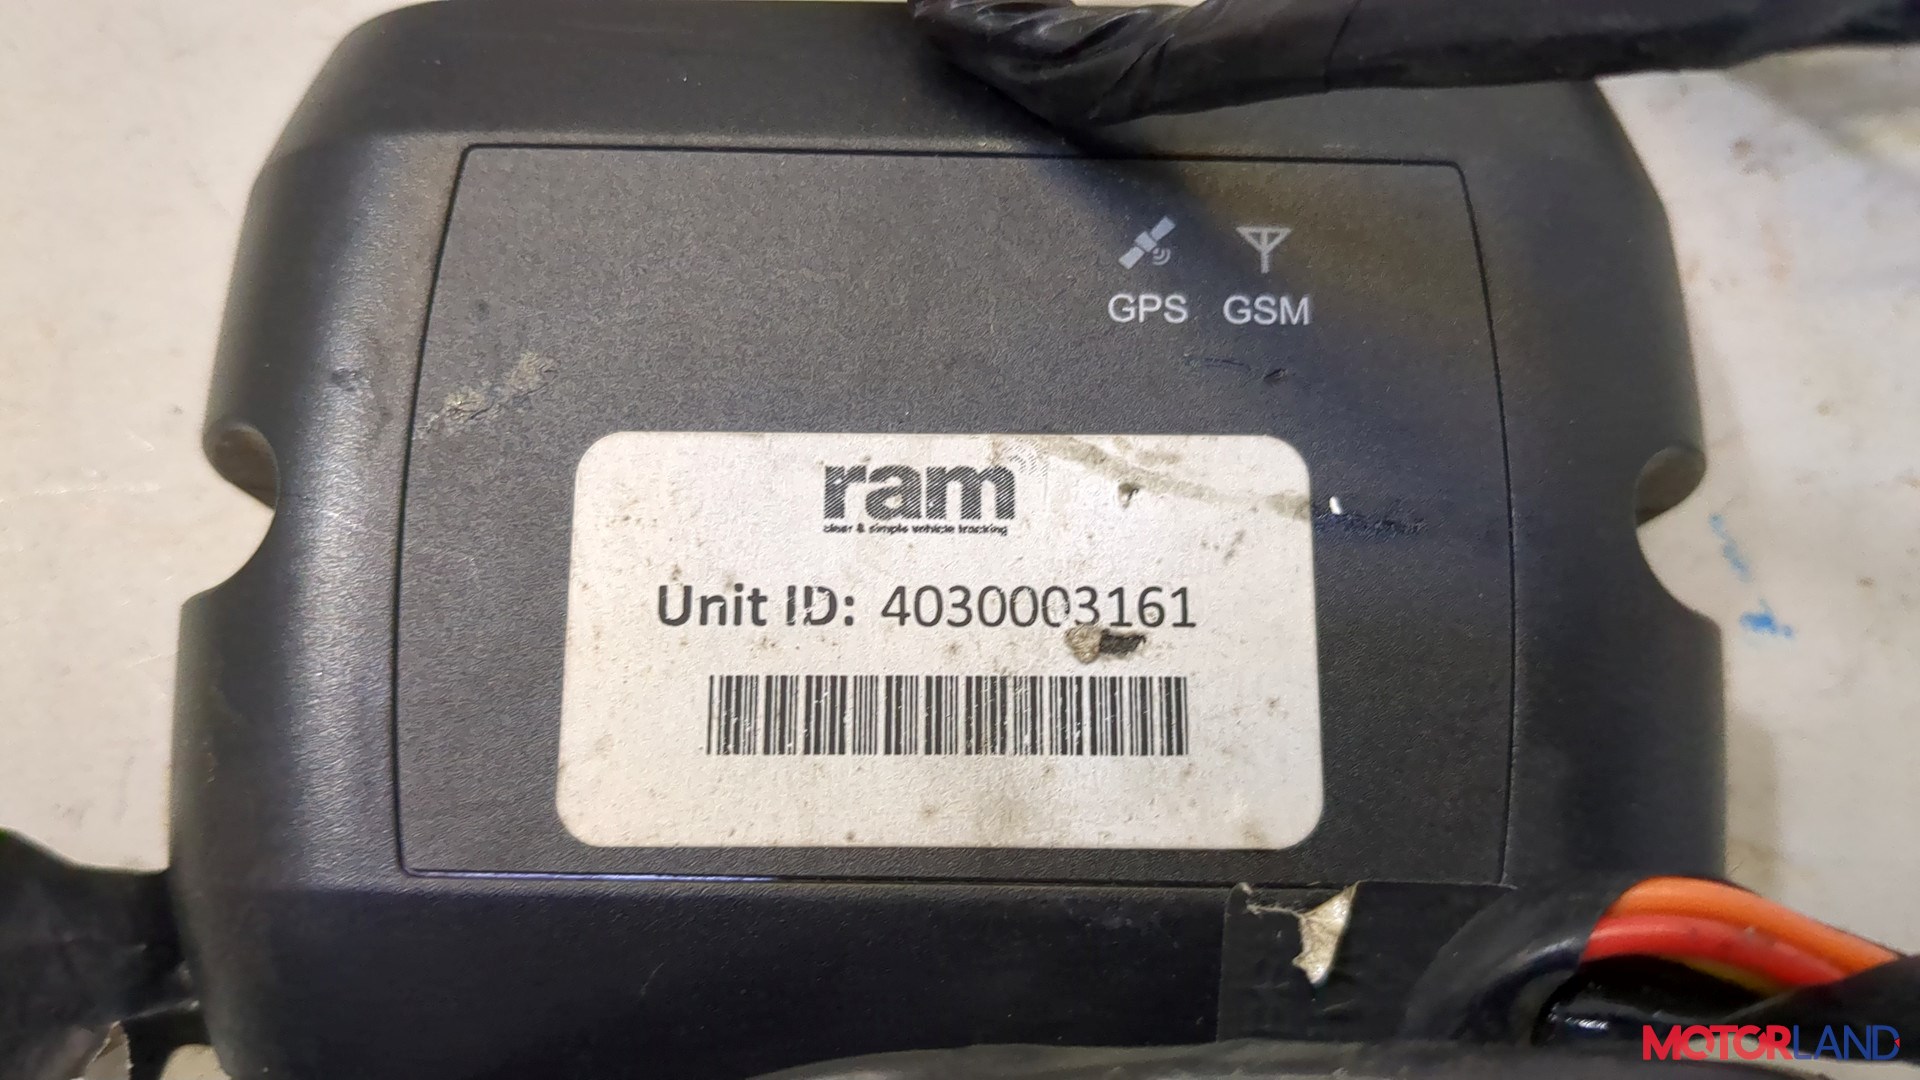 GPS GSM
ram
clear & simple vehicle tracking
Unit ID: 4030003161
MOTORLAND